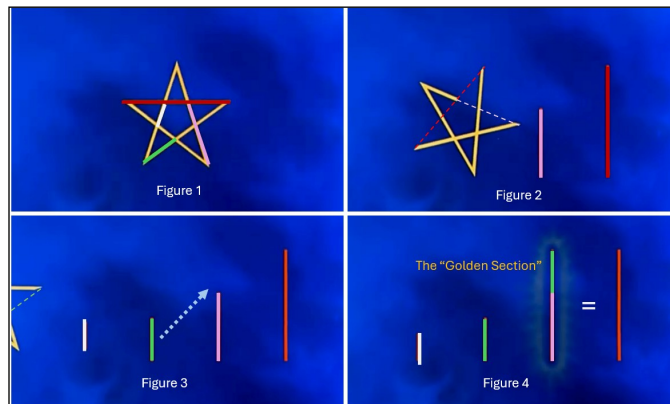 Figure 1
Figure 2
Figure 3
The “Golden Section”
=
Figure 4